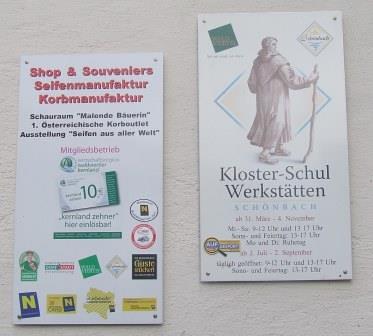 Shop & Souveniers
Seifenmanufaktur
Korbmanufaktur
Schauraum "Malende Bäuerin"
1. Österreichische Korboutlet
Ausstellung "Seifen aus aller Welt"
Mitgliedsbetrieb
waldviertler
kernland
10€
"kernland zehner"
hier einlösbar!
Kloster-Schul
Werkstätten
SCHÖNBACH
ab 31. März - 4. November
Mi - Sa: 9-12 Uhr und 13-17 Uhr
Sonn- und Feiertag: 13-17 Uhr
Mo und Di: Ruhetag
ab 2. Juli - 2. September
täglich geöffnet: 9-12 Uhr und 13-17 Uhr
Sonn- und Feiertag: 13-17 Uhr